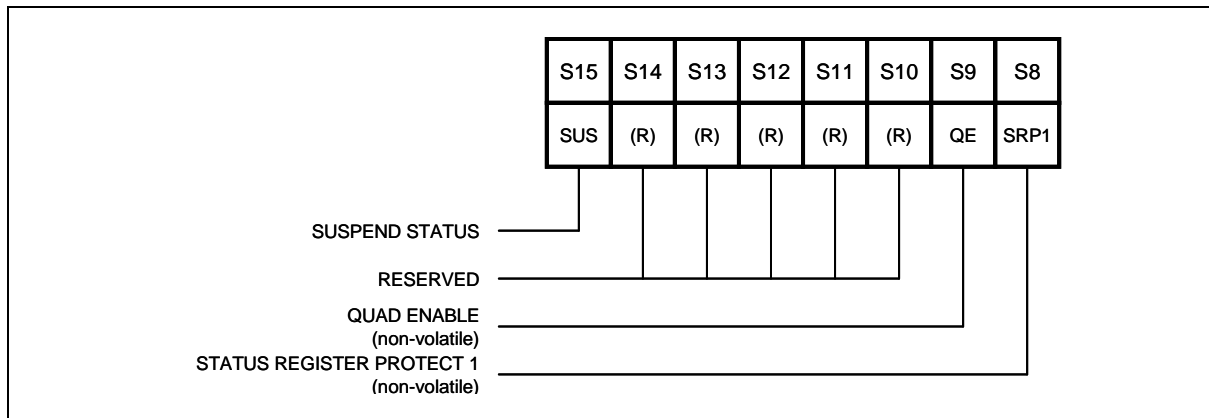 S15 S14 S13 S12 S11 S10 S9 S8
SUS (R) (R) (R) (R) (R) QE SRP1
SUSPEND STATUS
RESERVED
QUAD ENABLE
(non-volatile)
STATUS REGISTER PROTECT 1
(non-volatile)